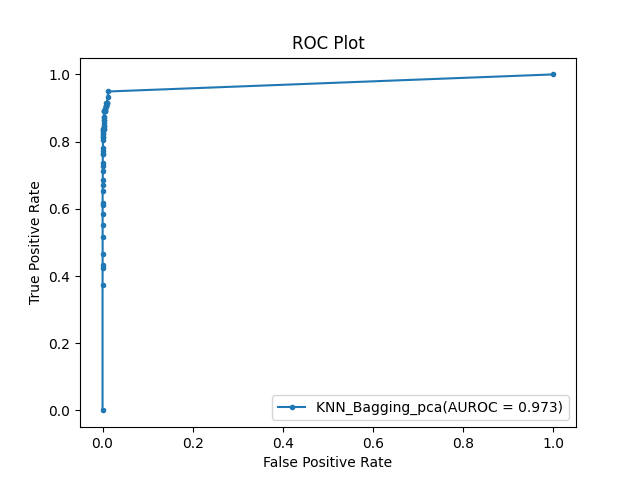 ROC Plot
1.0
0.8
0.6
0.4
0.2
0.0
True Positive Rate
KNN_Bagging_pca(AUROC = 0.973)
0.0 0.2 0.4 0.6 0.8 1.0
False Positive Rate